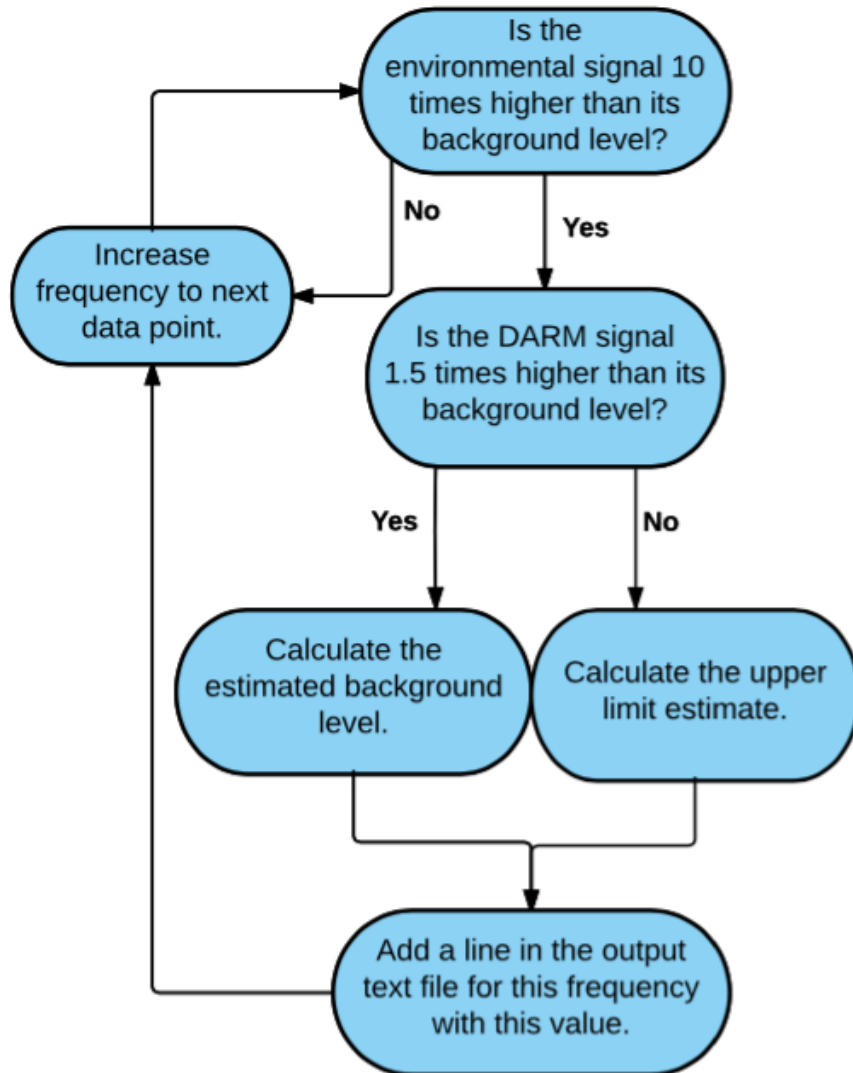 Is the
environmental signal 10
times higher than its
background level?
No
Yes
Increase
frequency to next
data point.
Is the DARM signal
1.5 times higher than its
background level?
Yes
No
Calculate the
estimated background
level.
Calculate the upper
limit estimate.
Add a line in the output
text file for this frequency
with this value.